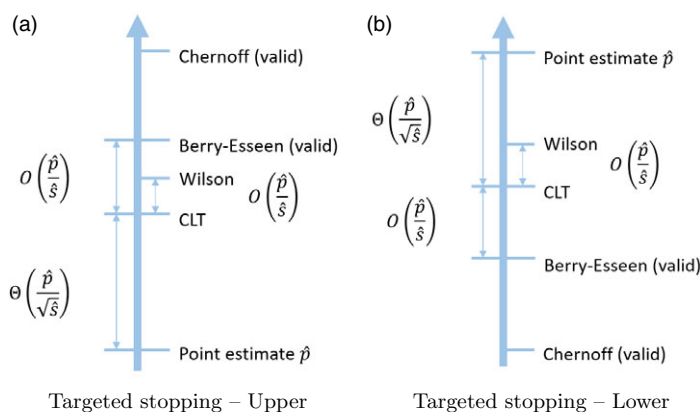 (a)
Chernoff (valid)
Berry-Esseen (valid)
O(p̂/ŝ)
Wilson
O(p̂/ŝ)
CLT
Θ(p̂/√ŝ)
Point estimate p̂
Targeted stopping – Upper
(b)
Point estimate p̂
Θ(p̂/√ŝ)
Wilson
O(p̂/ŝ)
CLT
O(p̂/ŝ)
Berry-Esseen (valid)
Chernoff (valid)
Targeted stopping – Lower